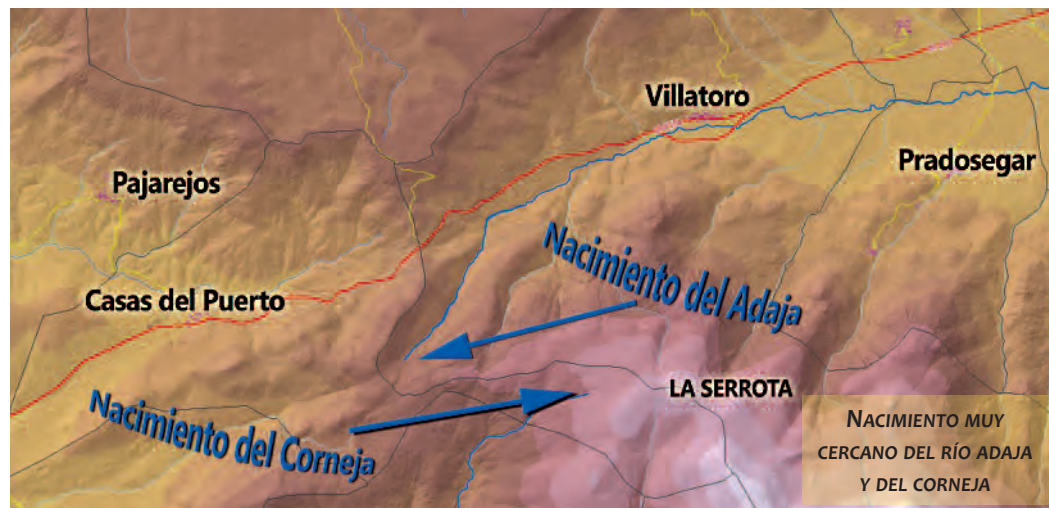 Villatoro
Pradosegar
Pajarejos
Nacimiento del Adaja
Casas del Puerto
LA SERROTA
Nacimiento del Corneja
NACIMIENTO MUY
CERCANO DEL RÍO ADAJA
Y DEL CORNEJA